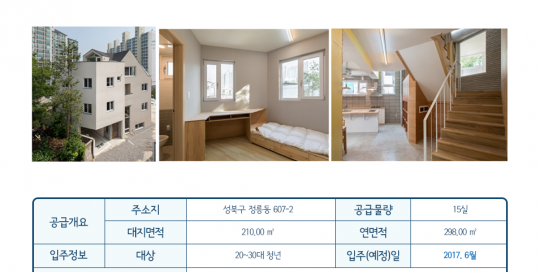 공급개요 주소지 성북구 정릉동 607-2 공급물량 15실
대지면적 210.00 ㎡ 연면적 298.00 ㎡
입주정보 대상 20~30대 청년 입주(예정)일 2017. 6월